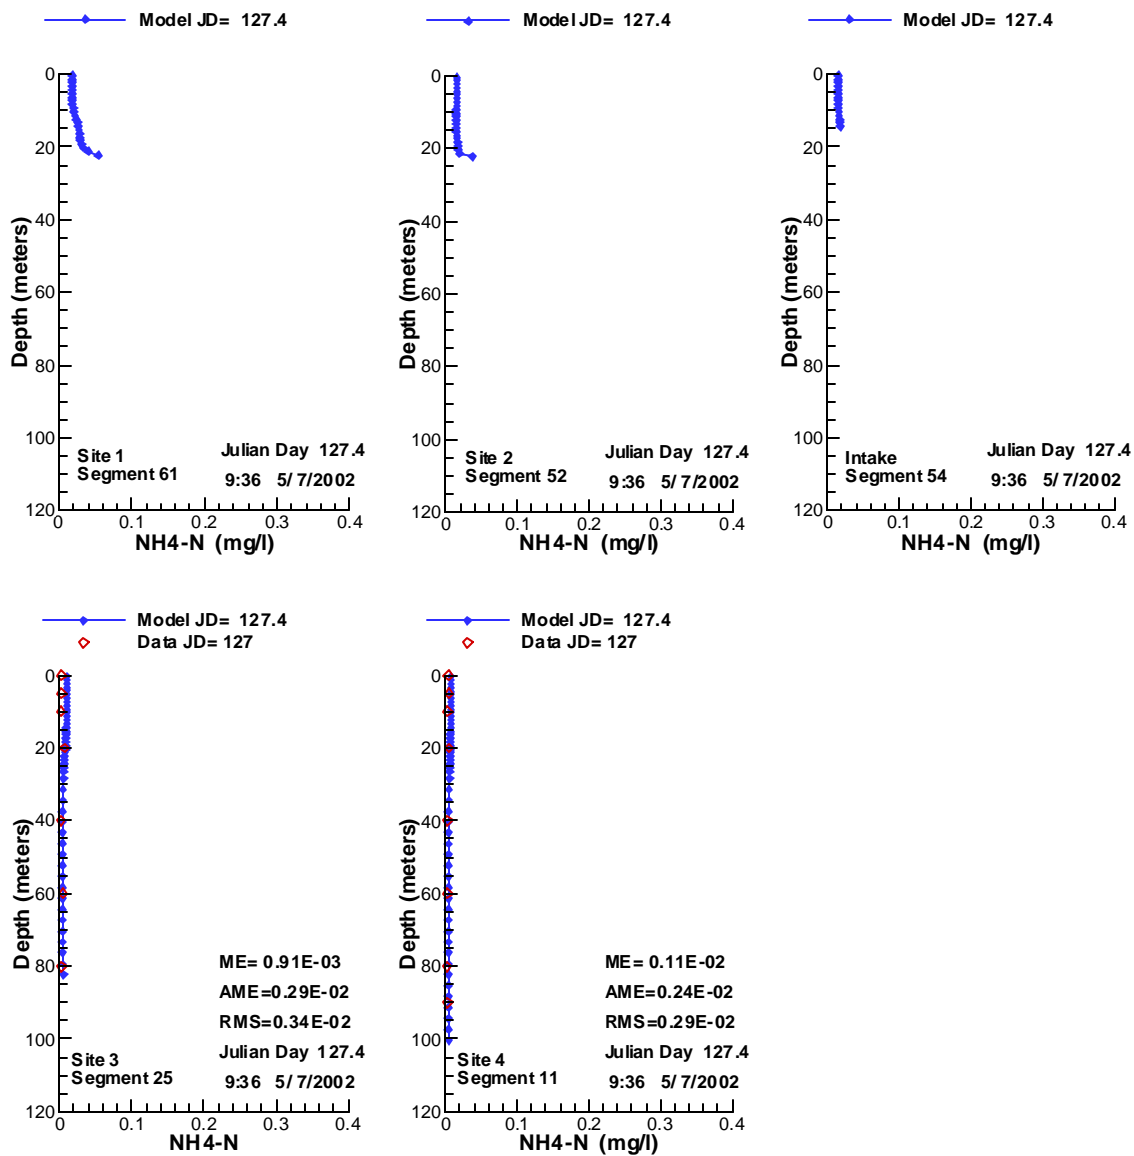 Model JD= 127.4
0
20
40
60
80
100
120
Depth (meters)
Site 1
Segment 61
Julian Day 127.4
9:36 5/7/2002
0 0.1 0.2 0.3 0.4
NH4-N (mg/l)
Model JD= 127.4
0
20
40
60
80
100
120
Depth (meters)
Site 2
Segment 52
Julian Day 127.4
9:36 5/7/2002
0 0.1 0.2 0.3 0.4
NH4-N (mg/l)
Model JD= 127.4
0
20
40
60
80
100
120
Depth (meters)
Intake
Segment 54
Julian Day 127.4
9:36 5/7/2002
0 0.1 0.2 0.3 0.4
NH4-N (mg/l)
Model JD= 127.4
Data JD= 127
0
20
40
60
80
100
120
Depth (meters)
ME= 0.91E-03
AME=0.29E-02
RMS=0.34E-02
Site 3
Segment 25
Julian Day 127.4
9:36 5/7/2002
0 0.1 0.2 0.3 0.4
NH4-N
Model JD= 127.4
Data JD= 127
0
20
40
60
80
100
120
Depth (meters)
ME= 0.11E-02
AME=0.24E-02
RMS=0.29E-02
Site 4
Segment 11
Julian Day 127.4
9:36 5/7/2002
0 0.1 0.2 0.3 0.4
NH4-N (mg/l)